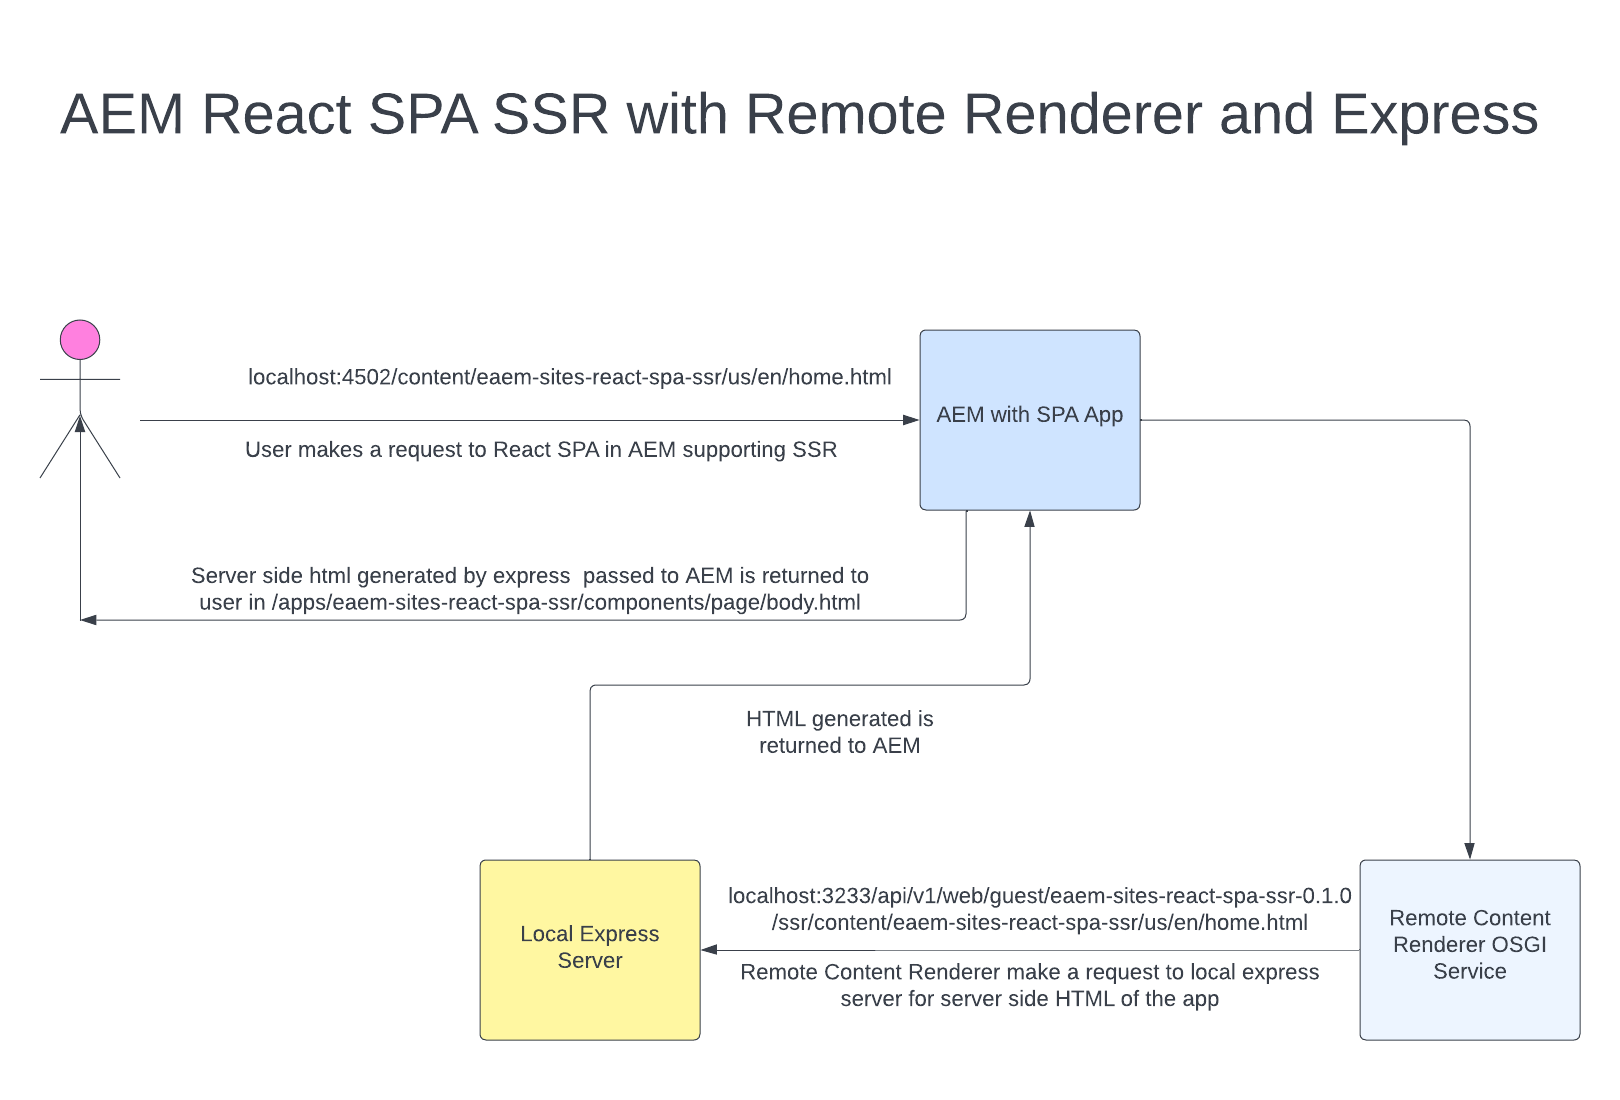 AEM React SPA SSR with Remote Renderer and Express
localhost:4502/content/eaem-sites-react-spa-ssr/us/en/home.html
AEM with SPA App
User makes a request to React SPA in AEM supporting SSR
Server side html generated by express  passed to AEM is returned to
user in /apps/eaem-sites-react-spa-ssr/components/page/body.html
HTML generated is
returned to AEM
Local Express
Server
localhost:3233/api/v1/web/guest/eaem-sites-react-spa-ssr-0.1.0
/ssr/content/eaem-sites-react-spa-ssr/us/en/home.html
Remote Content Renderer make a request to local express
server for server side HTML of the app
Remote Content
Renderer OSGI
Service